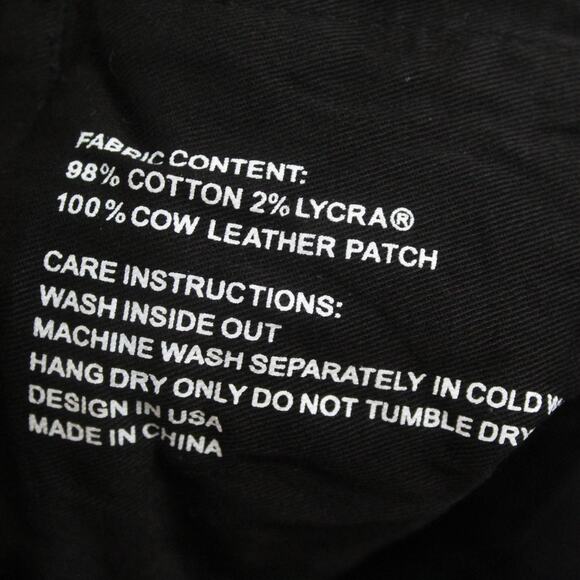 FABRIC CONTENT:
98% COTTON 2% LYCRA®
100% COW LEATHER PATCH
CARE INSTRUCTIONS:
WASH INSIDE OUT
MACHINE WASH SEPARATELY IN COLD
HANG DRY ONLY DO NOT TUMBLE DRY
DESIGN IN USA
MADE IN CHINA